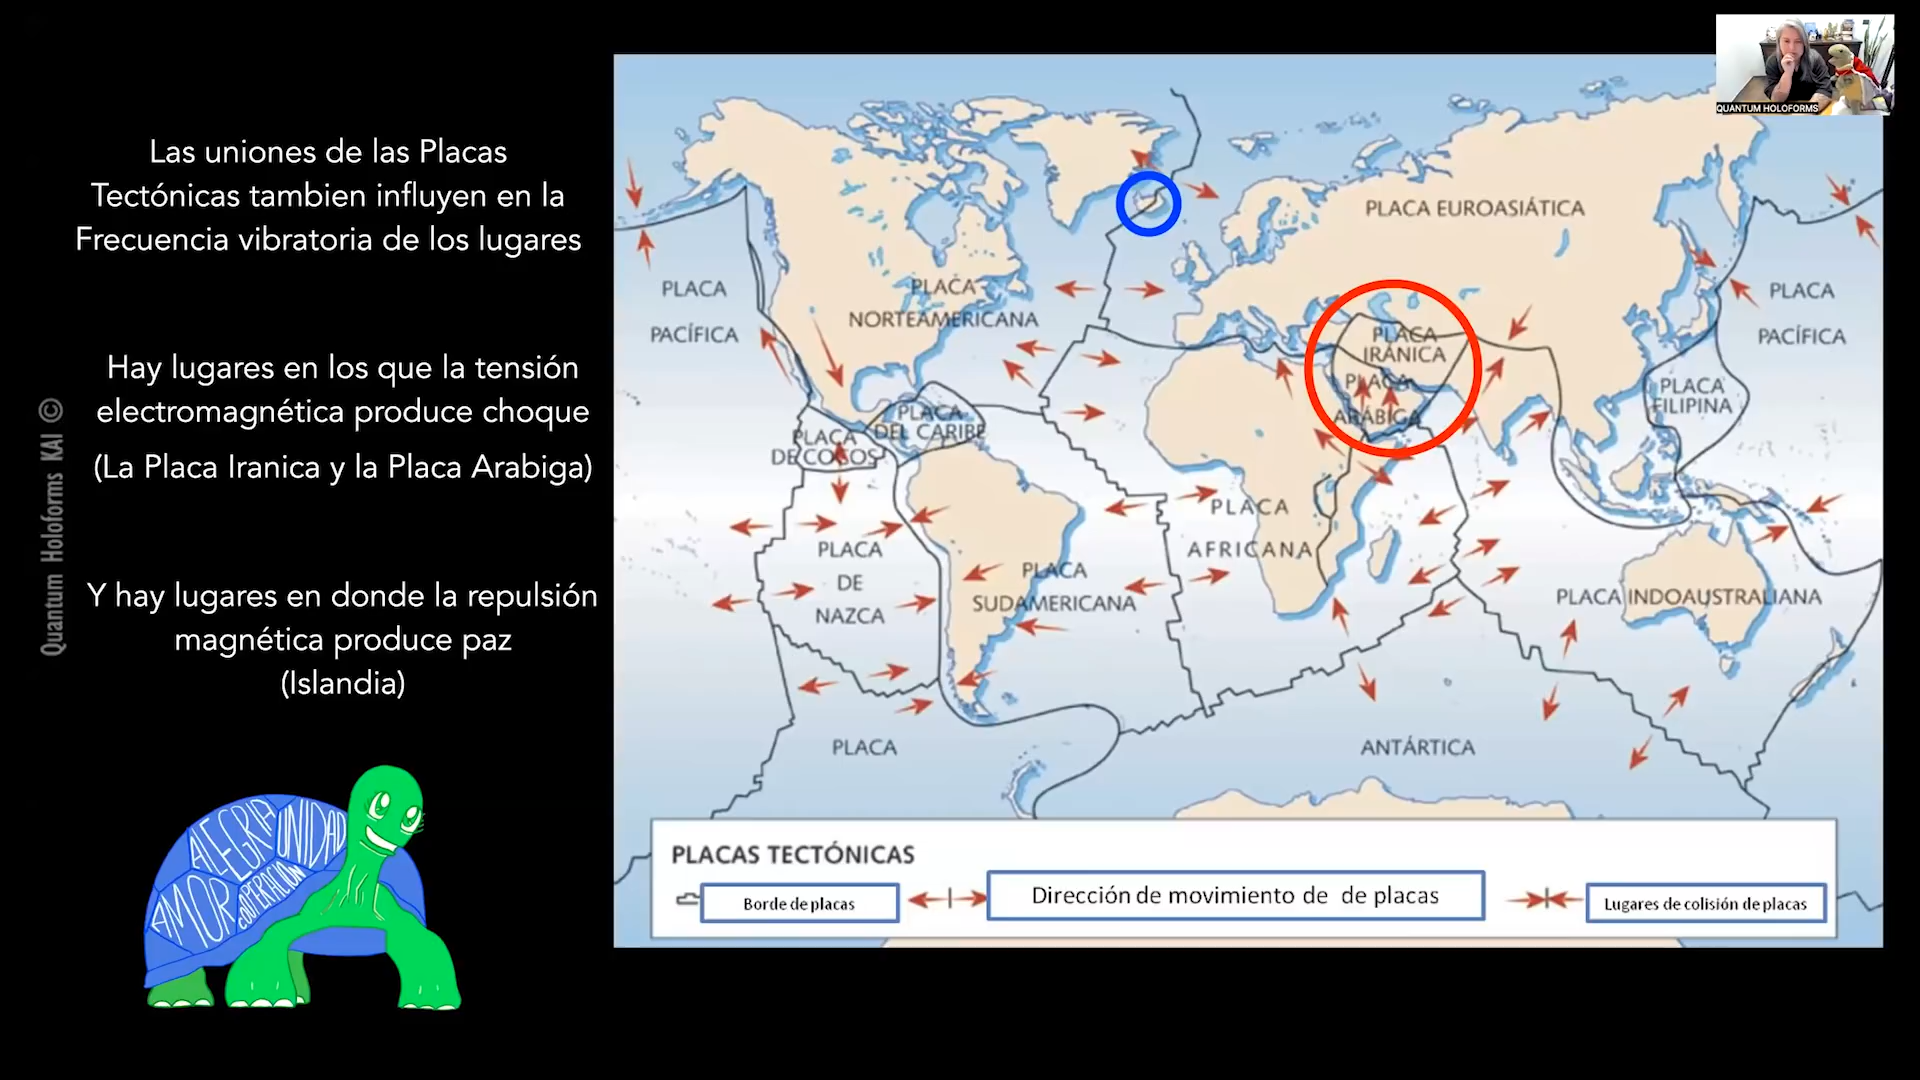 QUANTUM HOLOFORMS
Las uniones de las Placas
Tectónicas tambien influyen en la
Frecuencia vibratoria de los lugares
Hay lugares en los que la tensión
electromagnética produce choque
(La Placa Iranica y la Placa Arabiga)
Y hay lugares en donde la repulsión
magnética produce paz
(Islandia)
Quantum Holoforms KAI ©
ALEGRIA
UNIDAD
AMOR
COOPERACION
PLACA EUROASIÁTICA
PLACA
PACÍFICA
PLACA
NORTEAMERICANA
PLACA
IRÁNICA
PLACA
ARÁBIGA
PLACA
PACÍFICA
PLACA
FILIPINA
PLACA
DEL CARIBE
PLACA
DE COCOS
PLACA
DE
NAZCA
PLACA
SUDAMERICANA
PLACA
AFRICANA
PLACA INDOAUSTRALIANA
PLACA
ANTÁRTICA
PLACAS TECTÓNICAS
Borde de placas
Dirección de movimiento de de placas
Lugares de colisión de placas